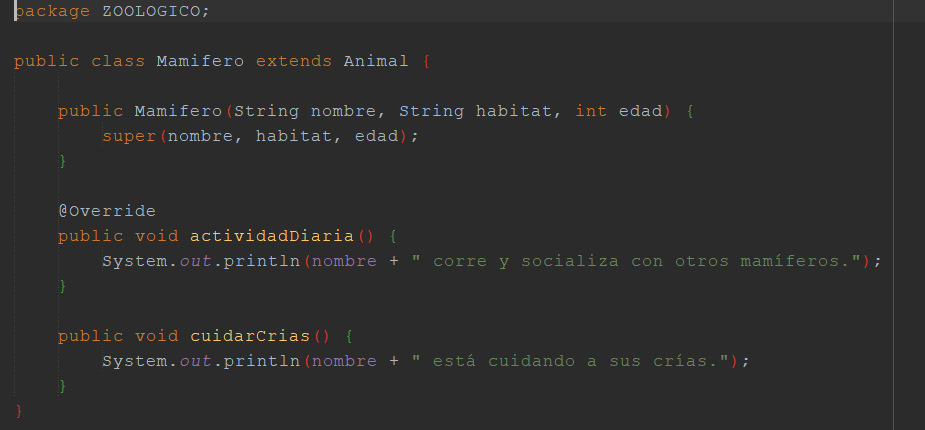 package ZOOLOGICO;
public class Mamifero extends Animal {
public Mamifero(String nombre, String habitat, int edad) {
super(nombre, habitat, edad);
}
@Override
public void actividadDiaria() {
System.out.println(nombre + " corre y socializa con otros mamíferos.");
}
public void cuidarCrias() {
System.out.println(nombre + " está cuidando a sus crías.");
}
}